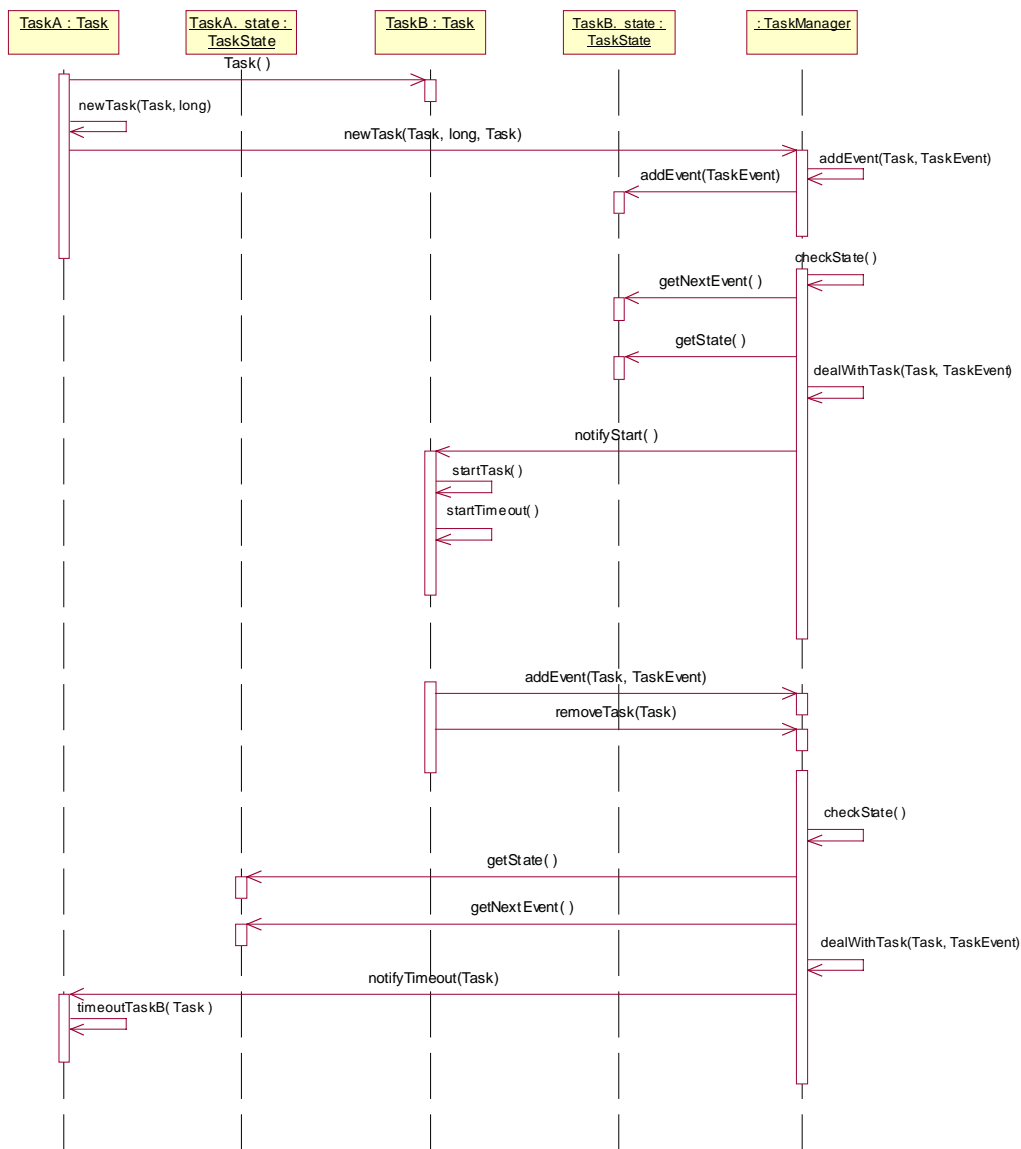 TaskA : Task
TaskA. state :
TaskState
TaskB : Task
TaskB. state :
TaskState
: TaskManager
Task( )
newTask(Task, long)
newTask(Task, long, Task)
addEvent(Task, TaskEvent)
addEvent(TaskEvent)
checkState( )
getNextEvent( )
getState( )
dealWithTask(Task, TaskEvent)
notifyStart( )
startTask( )
startTimeout( )
addEvent(Task, TaskEvent)
removeTask(Task)
checkState( )
getState( )
getNextEvent( )
dealWithTask(Task, TaskEvent)
notifyTimeout(Task)
timeoutTaskB( Task )